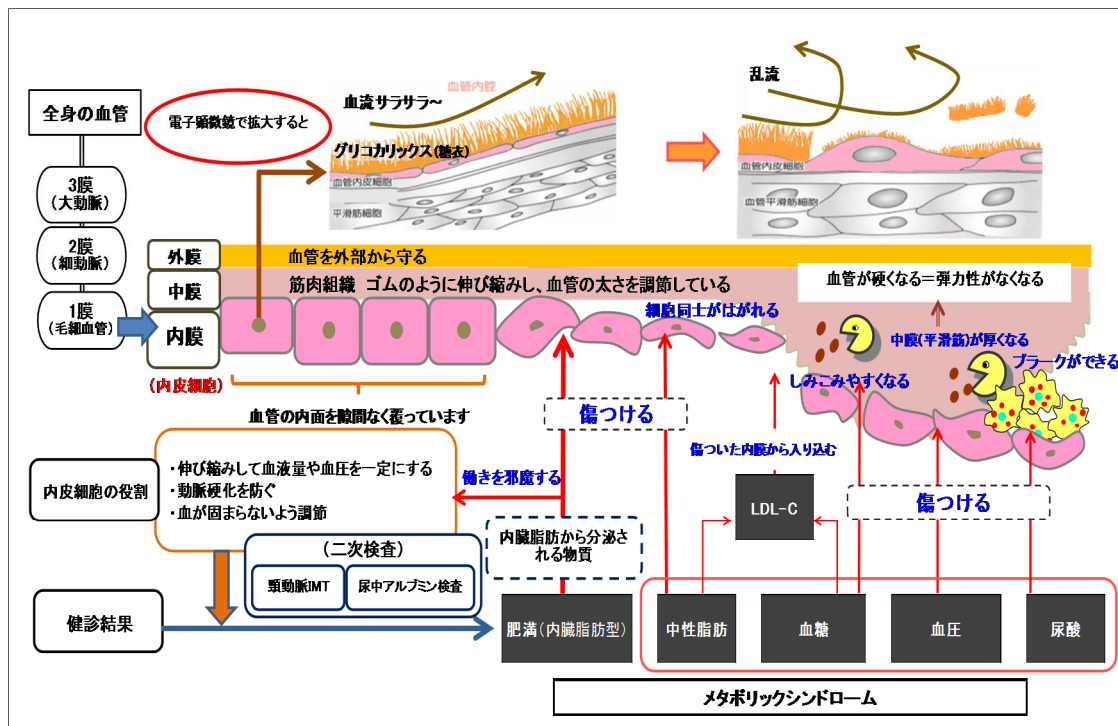 全身の血管
3膜
(大動脈)
2膜
(細動脈)
1膜
(毛細血管)
電子顕微鏡で拡大すると
血管内腔
血流サラサラ～
グリコカリックス(糖衣)
血管内皮細胞
平滑筋細胞
乱流
血管内皮細胞
血管平滑筋細胞
外膜
血管を外部から守る
中膜
筋肉組織 ゴムのように伸び縮みし、血管の太さを調節している
内膜
(内皮細胞)
細胞同士がはがれる
血管が硬くなる＝弾力性がなくなる
中膜(平滑筋)が厚くなる
しみこみやすくなる
プラークができる
血管の内面を隙間なく覆っています
傷つける
傷ついた内膜から入り込む
内皮細胞の役割
・伸び縮みして血液量や血圧を一定にする
・動脈硬化を防ぐ
・血が固まらないよう調節
働きを邪魔する
LDL-C
傷つける
(二次検査)
頸動脈IMT
尿中アルブミン検査
内臓脂肪から分泌さ
れる物質
健診結果
肥満(内臓脂肪型)
中性脂肪
血糖
血圧
尿酸
メタボリックシンドローム